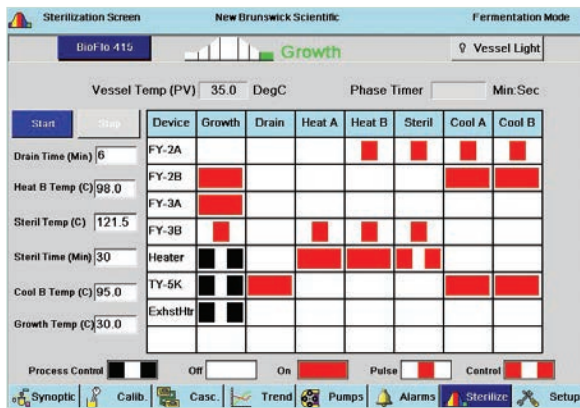 Sterilization Screen New Brunswick Scientific Fermentation Mode
BioFlo 415 Growth Vessel Light
Vessel Temp (PV) 35.0 DegC Phase Timer Min:Sec
Start Stop Device Growth Drain Heat A Heat B Steril Cool A Cool B
Drain Time (Min) 6 FY-2A
FY-2B
Heat B Temp (C) 98.0
FY-3A
Steril Temp (C) 121.5 FY-3B
Steril Time (Min) 30 Heater
Cool B Temp (C) 95.0 TY-5K
ExhstHtr
Growth Temp (C) 30.0
Process Control Off On Pulse Control
Synoptic Calib. Casc. Trend Pumps Alarms Sterilize Setup